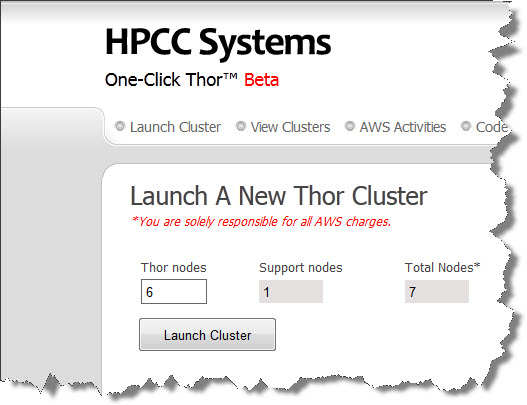 HPCC Systems
One-Click Thor™ Beta
Launch Cluster View Clusters AWS Activities Code
Launch A New Thor Cluster
*You are solely responsible for all AWS charges.
Thor nodes Support nodes Total Nodes*
6 1 7
Launch Cluster